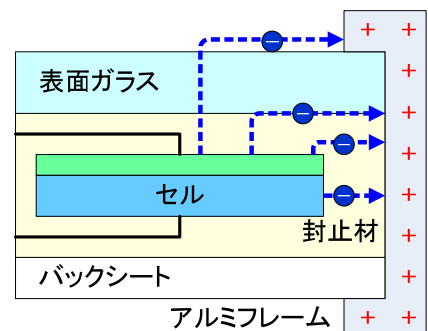 表面ガラス
セル
封止材
バックシート
アルミフレーム